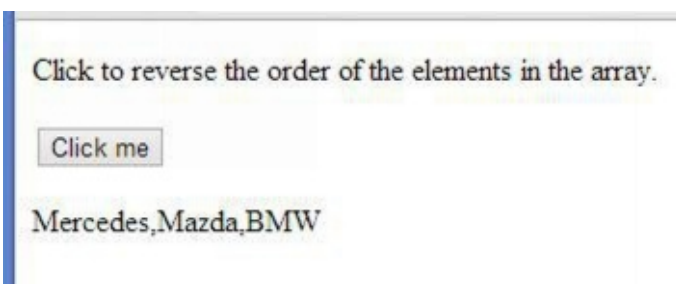 Click to reverse the order of the elements in the array.
Click me
Mercedes,Mazda,BMW